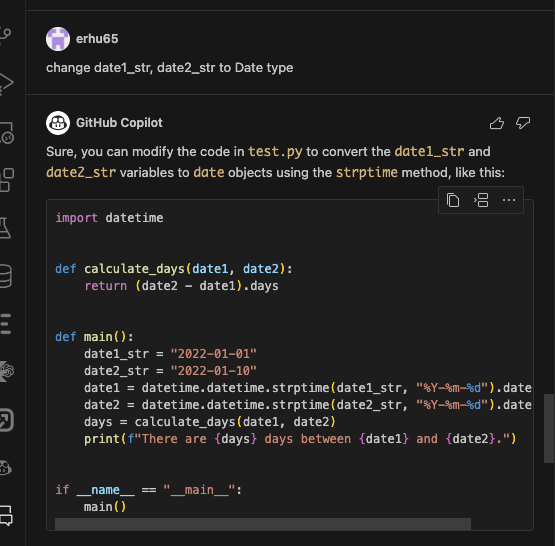 erhu65
change date1_str, date2_str to Date type
GitHub Copilot
Sure, you can modify the code in test.py to convert the date1_str and
date2_str variables to date objects using the strptime method, like this:
import datetime
def calculate_days(date1, date2):
    return (date2 - date1).days
def main():
    date1_str = "2022-01-01"
    date2_str = "2022-01-10"
    date1 = datetime.datetime.strptime(date1_str, "%Y-%m-%d").date
    date2 = datetime.datetime.strptime(date2_str, "%Y-%m-%d").date
    days = calculate_days(date1, date2)
    print(f"There are {days} days between {date1} and {date2}.")
if __name__ == "__main__":
    main()